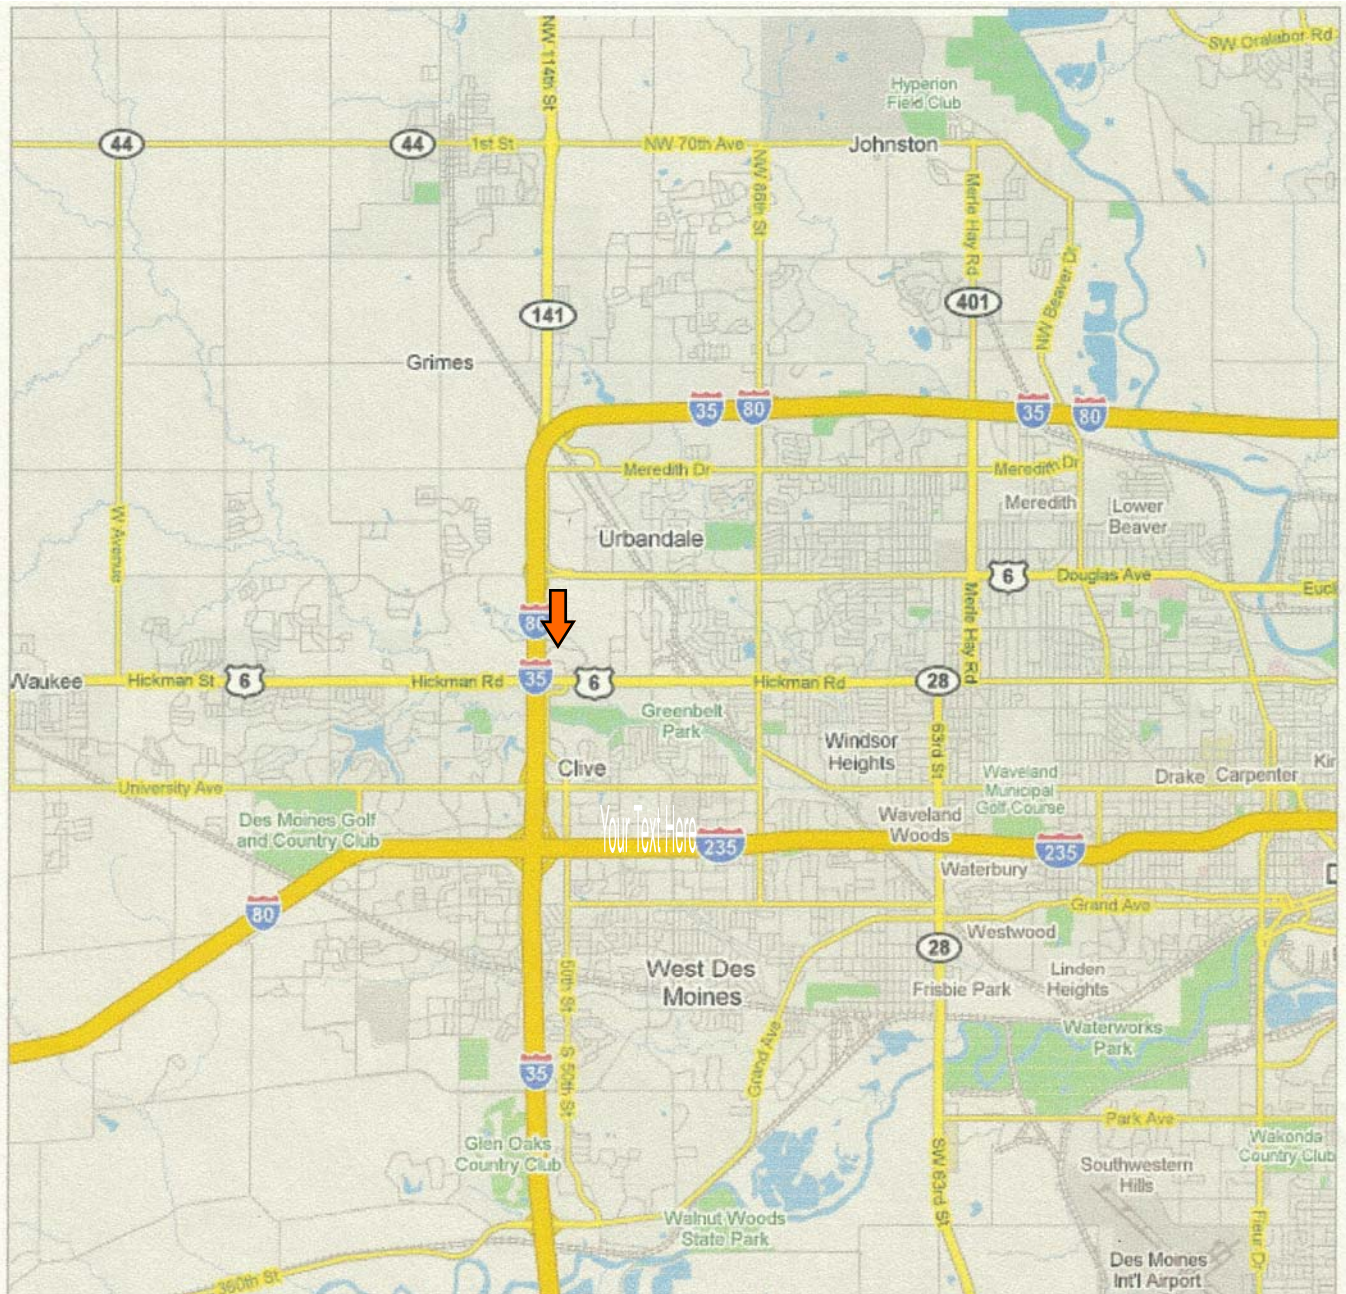 SW Oralabor Rd
NW 114th St
Hyperion
Field Club
44
44
1st St
NW 70th Ave
Johnston
NW 86th St
Merle Hay Rd
NW Beaver Dr
141
401
Grimes
35
80
35
80
Meredith Dr
Meredith Dr
Meredith
Lower
Beaver
W Avenue
Urbandale
6
Douglas Ave
Merle Hay Rd
80
Waukee
Hickman St
6
Hickman Rd
35
6
Hickman Rd
28
Greenbelt
Park
Windsor
Heights
63rd St
Clive
Waveland
Municipal
Golf Course
Drake
Carpenter
University Ave
Des Moines Golf
and Country Club
Your Text Here
235
Waveland
Woods
235
Waterbury
80
Grand Ave
Westwood
28
West Des
Moines
50th St
Frisbie Park
Linden
Heights
Waterworks
Park
Grand Ave
35
S 50th St
Park Ave
Glen Oaks
Country Club
Wakonda
Country Club
SW 63rd St
Southwestern
Hills
Walnut Woods
State Park
Fleur Dr
Des Moines
Int'l Airport
360th St